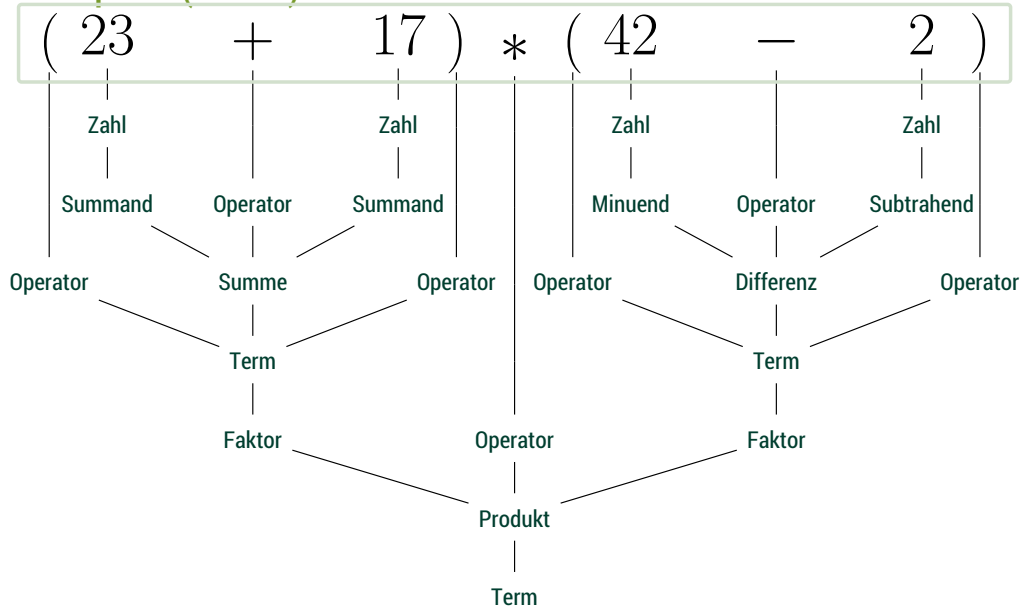 ( 23 + 17 ) * ( 42 − 2 )
Zahl Zahl Zahl Zahl
Summand Operator Summand Minuend Operator Subtrahend
Operator Summe Operator Operator Differenz Operator
Term Term
Faktor Operator Faktor
Produkt
Term